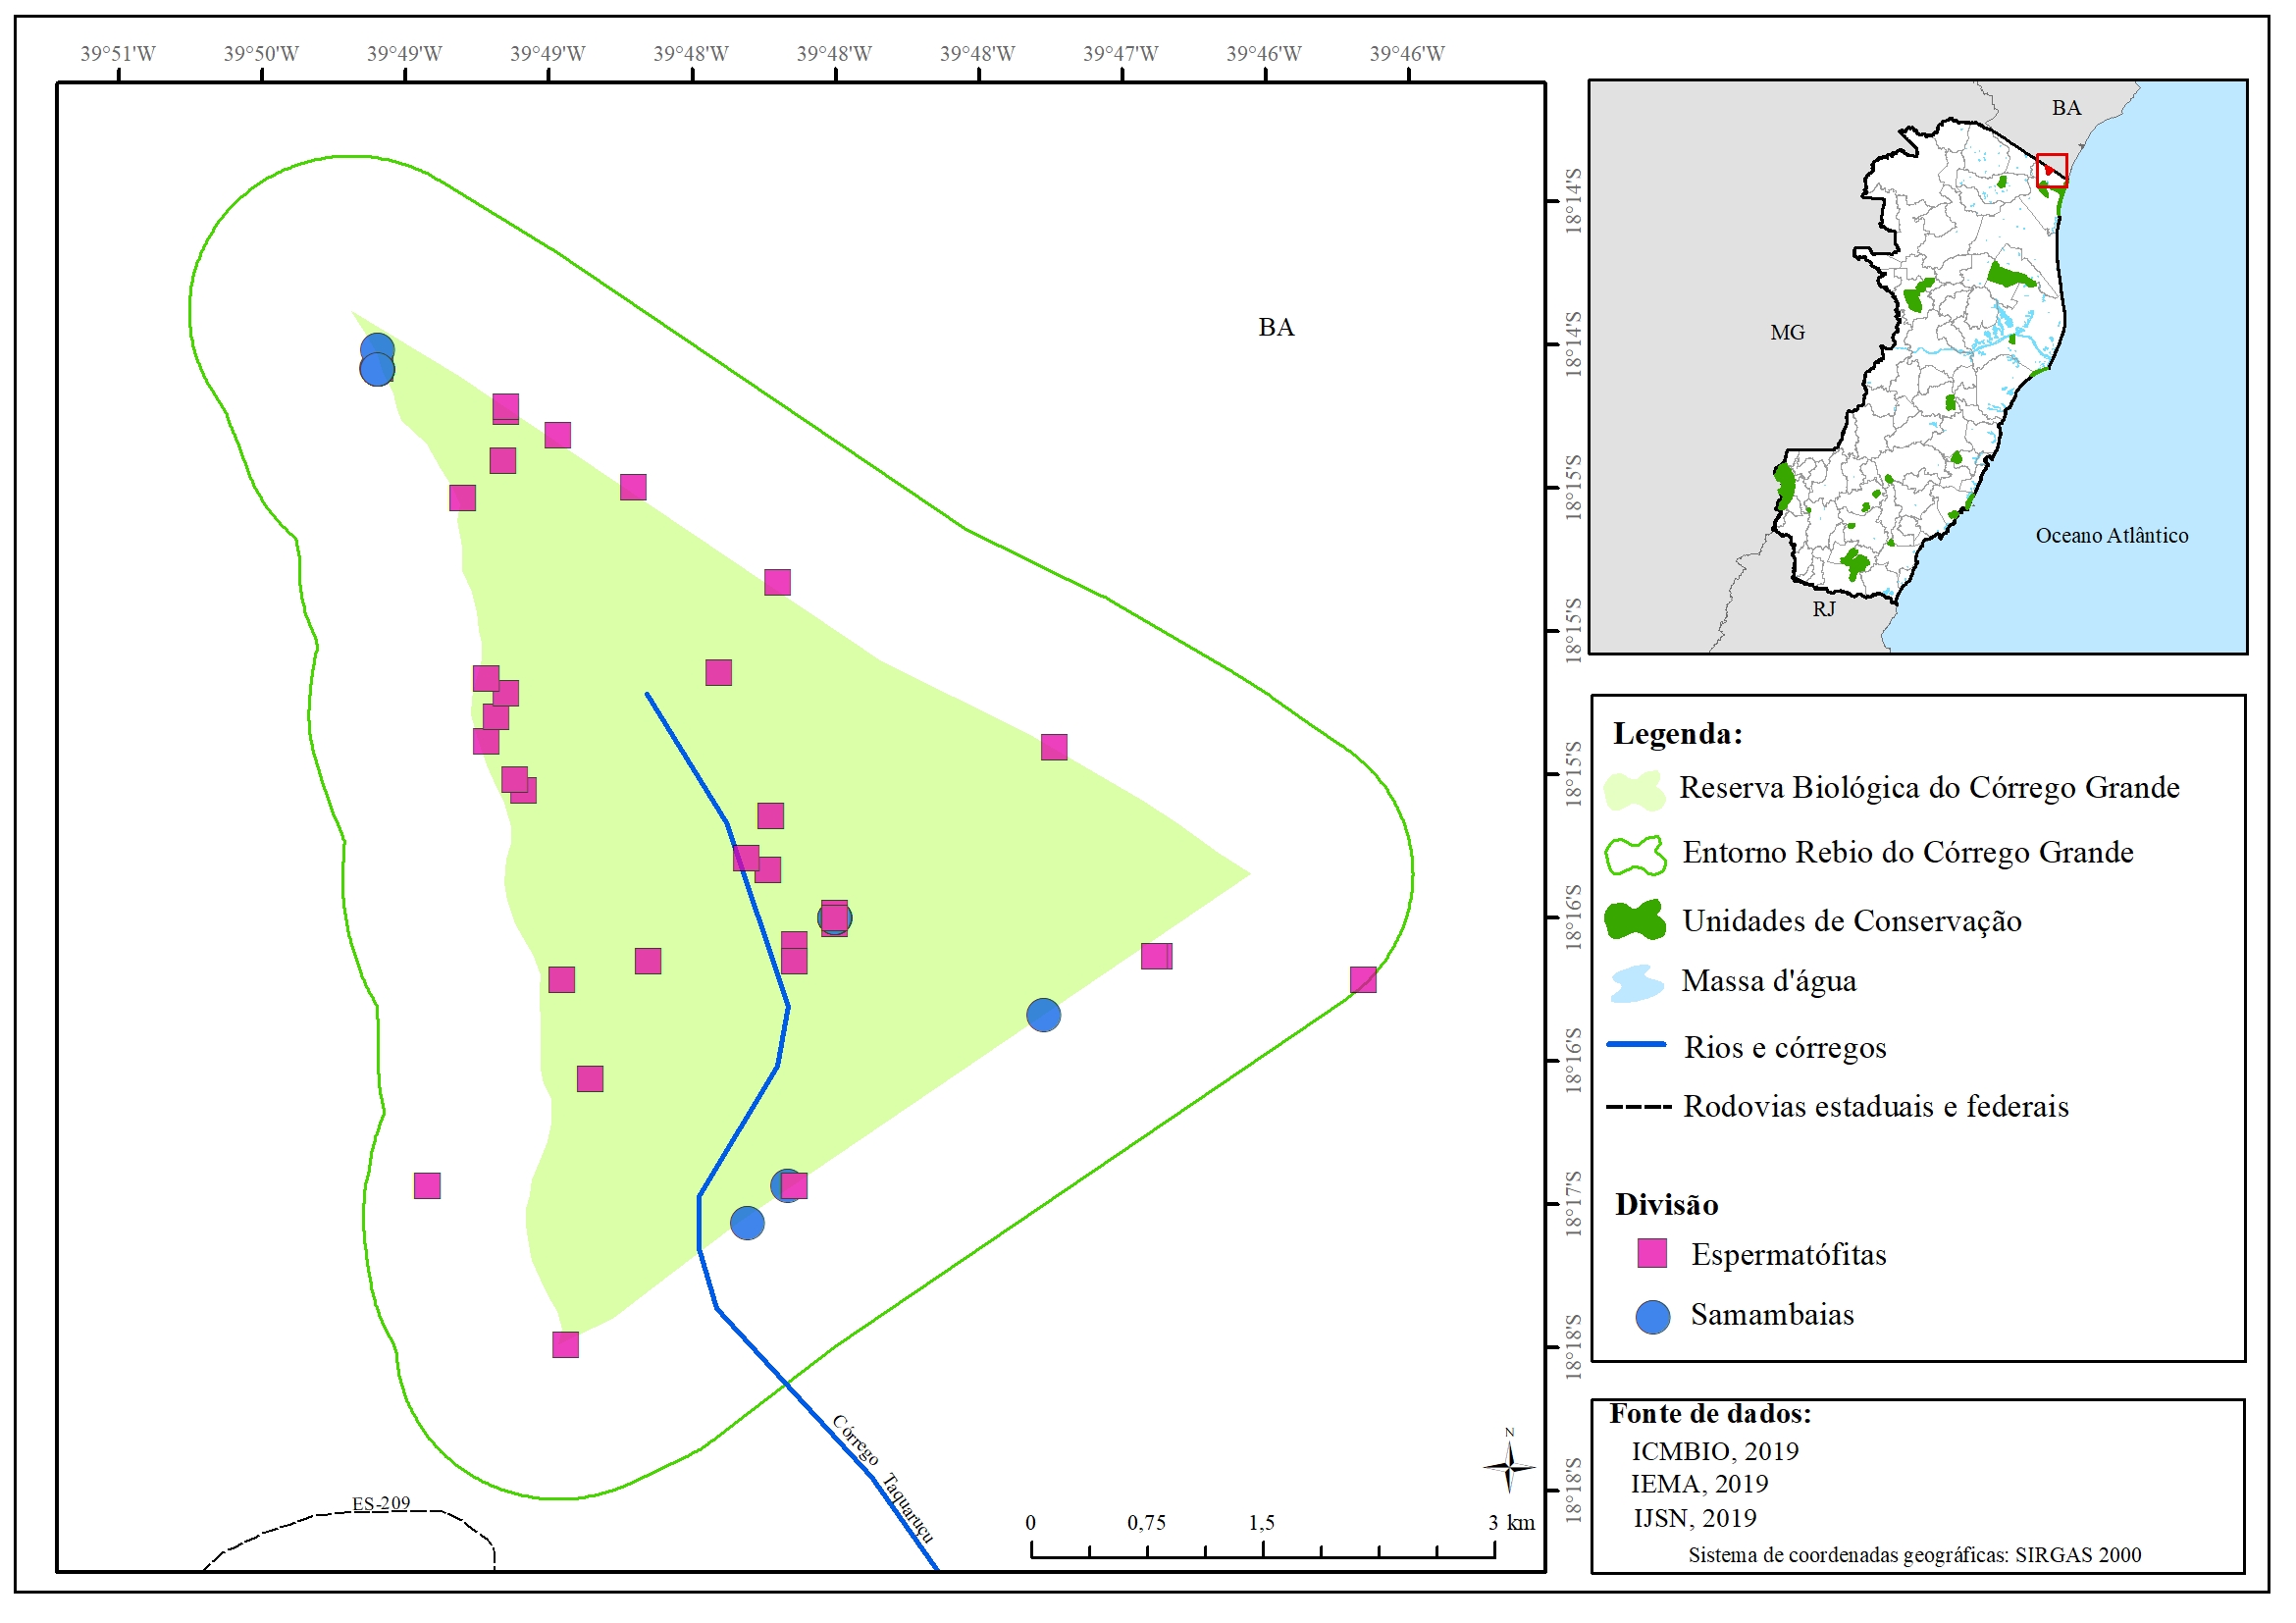 39°51'W 39°50'W 39°49'W 39°49'W 39°48'W 39°48'W 39°48'W 39°47'W 39°46'W 39°46'W
18°14'S
18°14'S
18°15'S
18°15'S
18°15'S
18°16'S
18°16'S
18°17'S
18°18'S
18°18'S
BA
ES-209
Córrego Taquaruçu
N
0 0,75 1,5 3 km
BA
MG
Oceano Atlântico
RJ
Legenda:
Reserva Biológica do Córrego Grande
Entorno Rebio do Córrego Grande
Unidades de Conservação
Massa d'água
Rios e córregos
Rodovias estaduais e federais
Divisão
Espermatófitas
Samambaias
Fonte de dados:
ICMBIO, 2019
IEMA, 2019
IJSN, 2019
Sistema de coordenadas geográficas: SIRGAS 2000